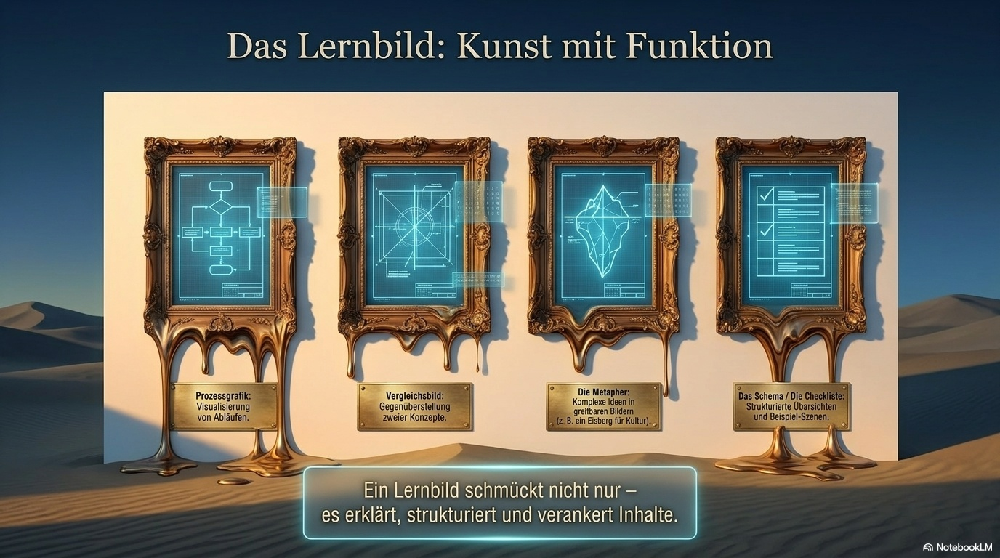 Das Lernbild: Kunst mit Funktion
Prozessgrafik:
Visualisierung
von Abläufen.
Vergleichsbild:
Gegenüberstellung
zweier Konzepte.
Die Metapher:
Komplexe Ideen in
greifbaren Bildern
(z. B. ein Eisberg für Kultur).
Das Schema / Die Checkliste:
Strukturierte Übarsichten
und Beispiel-Szenen.
Ein Lernbild schmückt nicht nur –
es erklärt, strukturiert und verankert Inhalte.
NotebookLM